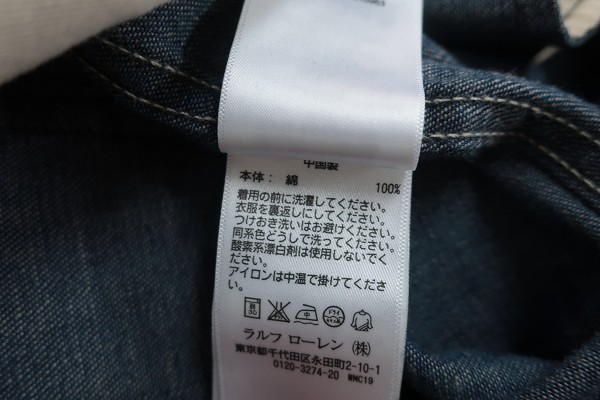 中国製
本体: 綿 100%
着用の前に洗濯してください。
衣服を裏返しにしてください。
つけおき洗いはお避けください。
同系色どうしで洗ってください。
酸素系漂白剤は使用しないでく
ださい。
アイロンは中温で掛けてくださ
い。
中 ドライ
ラルフ ローレン (株)
東京都千代田区永田町2-10-1
0120-3274-20 WMC19